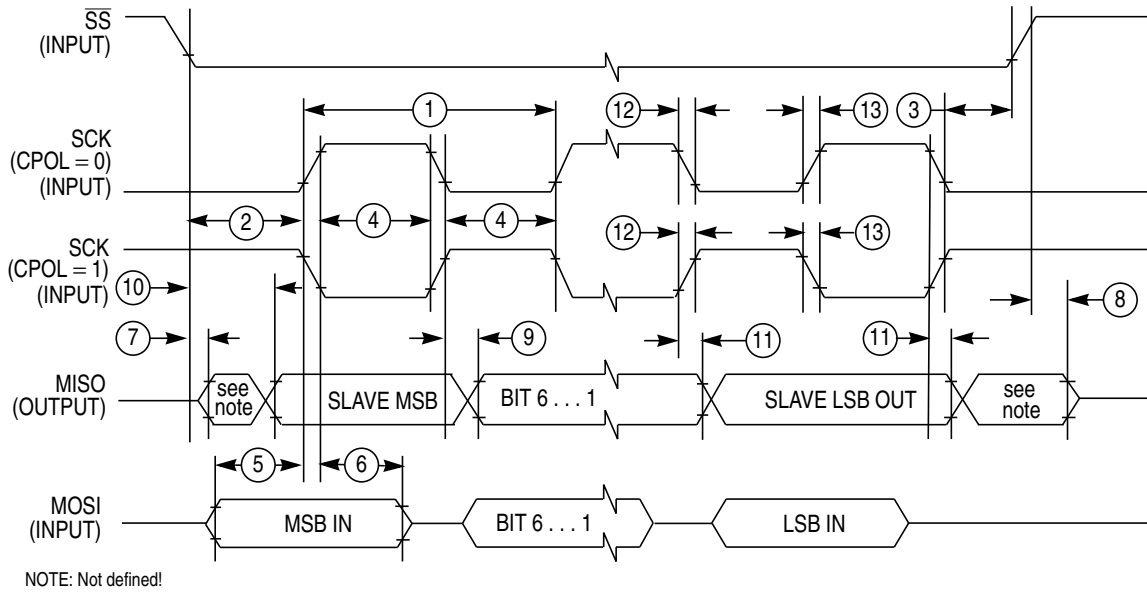 SS
(INPUT)
1
12
13
3
SCK
(CPOL = 0)
(INPUT)
2
4
4
12
13
SCK
(CPOL = 1)
(INPUT)
10
8
7
9
11
11
MISO
(OUTPUT)
see
note
SLAVE MSB
BIT 6 . . . 1
SLAVE LSB OUT
see
note
5
6
MOSI
(INPUT)
MSB IN
BIT 6 . . . 1
LSB IN
NOTE: Not defined!